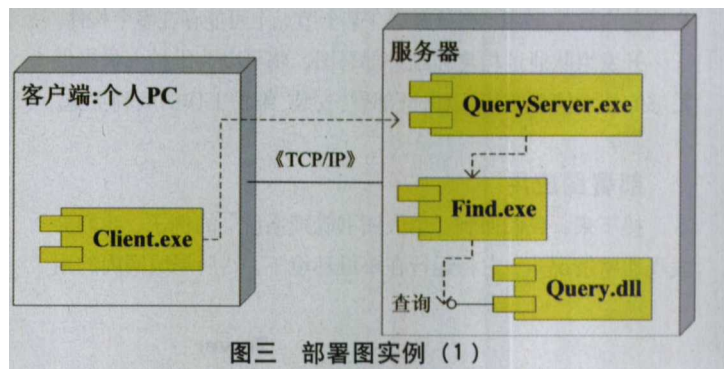 服务器
客户端:个人PC
QueryServer.exe
《TCP/IP》
Find.exe
Client.exe
Query.dll
查询
图三 部署图实例（1）